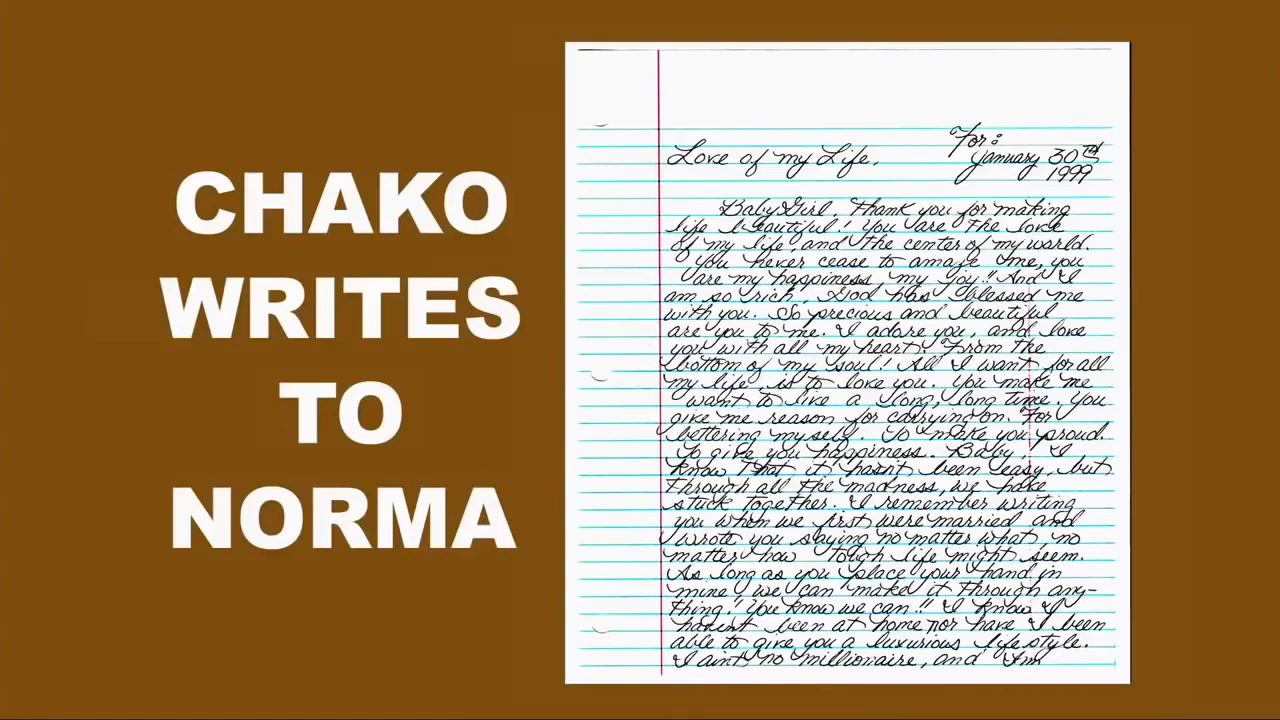 CHAKO
WRITES
TO
NORMA
For:
Love of my Life,
January 30TH
1999
BabyGirl, Thank you for making
life beautiful! You are the love
of my life, and the center of my world.
You never cease to amaze me, you
are my happiness my joy!! And I
am so rich, God has blessed me
with you. So precious and beautiful
are you to me. I adore you, and love
you with all my heart! From the
bottom of my soul! All I want for all
my life, is to love you. You make me
want to live a long, long time. You
give me reason for carrying on. For
bettering myself. To make you proud.
To give you happiness. Baby, I
know that it hasn't been easy, but
through all the madness, we have
stuck together. I remember writing
you when we first were married and
wrote you saying no matter what, no
matter how tough life might seem.
As long as you place your hand in
mine we can make it through any-
thing! You know we can!! I know I
haven't been at home nor have I been
able to give you a luxurious lifestyle.
I ain't no millionaire, and I'm